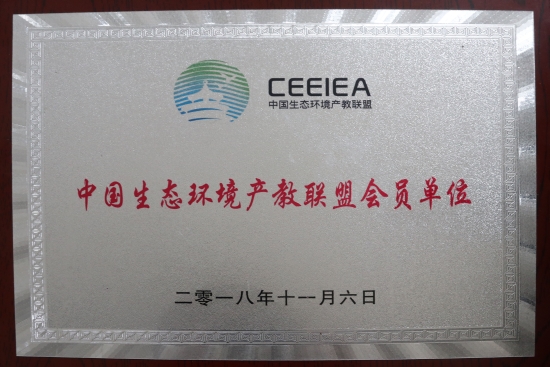 CEEIEA
中国生态环境产教联盟
中国生态环境产教联盟会员单位
二零一八年十一月六日